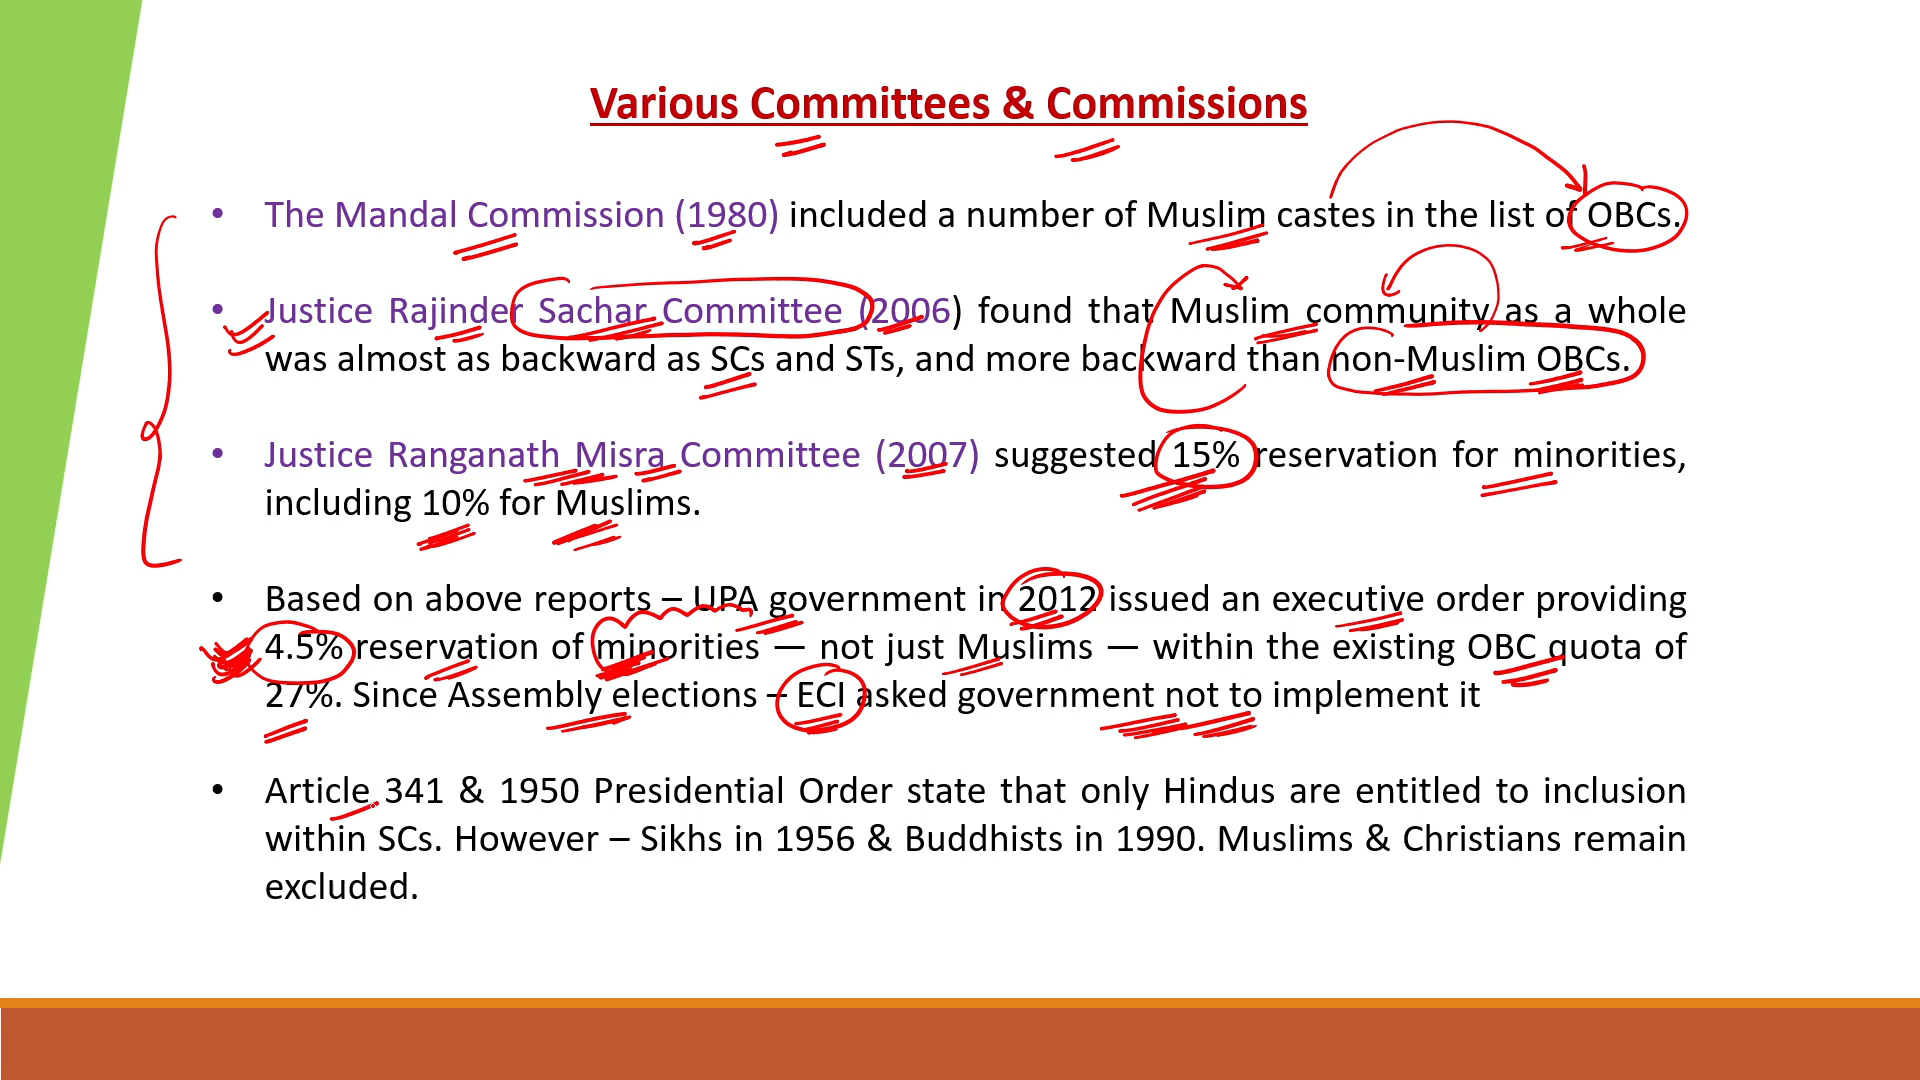 Various Committees & Commissions
• The Mandal Commission (1980) included a number of Muslim castes in the list of OBCs.
• Justice Rajinder Sachar Committee (2006) found that Muslim community as a whole
was almost as backward as SCs and STs, and more backward than non-Muslim OBCs.
• Justice Ranganath Misra Committee (2007) suggested 15% reservation for minorities,
including 10% for Muslims.
• Based on above reports – UPA government in 2012 issued an executive order providing
4.5% reservation of minorities — not just Muslims — within the existing OBC quota of
27%. Since Assembly elections – ECI asked government not to implement it
• Article 341 & 1950 Presidential Order state that only Hindus are entitled to inclusion
within SCs. However – Sikhs in 1956 & Buddhists in 1990. Muslims & Christians remain
excluded.